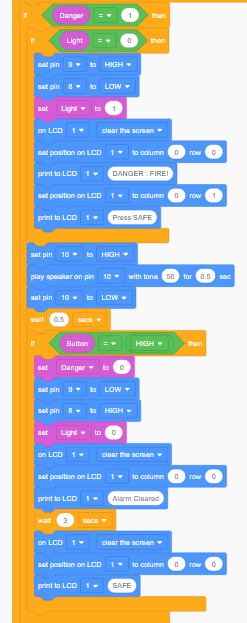 if Danger = 1 then
if Light = 0 then
set pin 9 to HIGH
set pin 8 to LOW
set Light to 1
on LCD 1 clear the screen
set position on LCD 1 to column 0 row 0
print to LCD 1 DANGER : FIRE!
set position on LCD 1 to column 0 row 1
print to LCD 1 Press SAFE
set pin 10 to HIGH
play speaker on pin 10 with tone 50 for 0.5 sec
set pin 10 to LOW
wait 0.5 secs
if Button = HIGH then
set Danger to 0
set pin 9 to LOW
set pin 8 to HIGH
set Light to 0
on LCD 1 clear the screen
set position on LCD 1 to column 0 row 0
print to LCD 1 Alarm Cleared
wait 3 secs
on LCD 1 clear the screen
set position on LCD 1 to column 0 row 0
print to LCD 1 SAFE